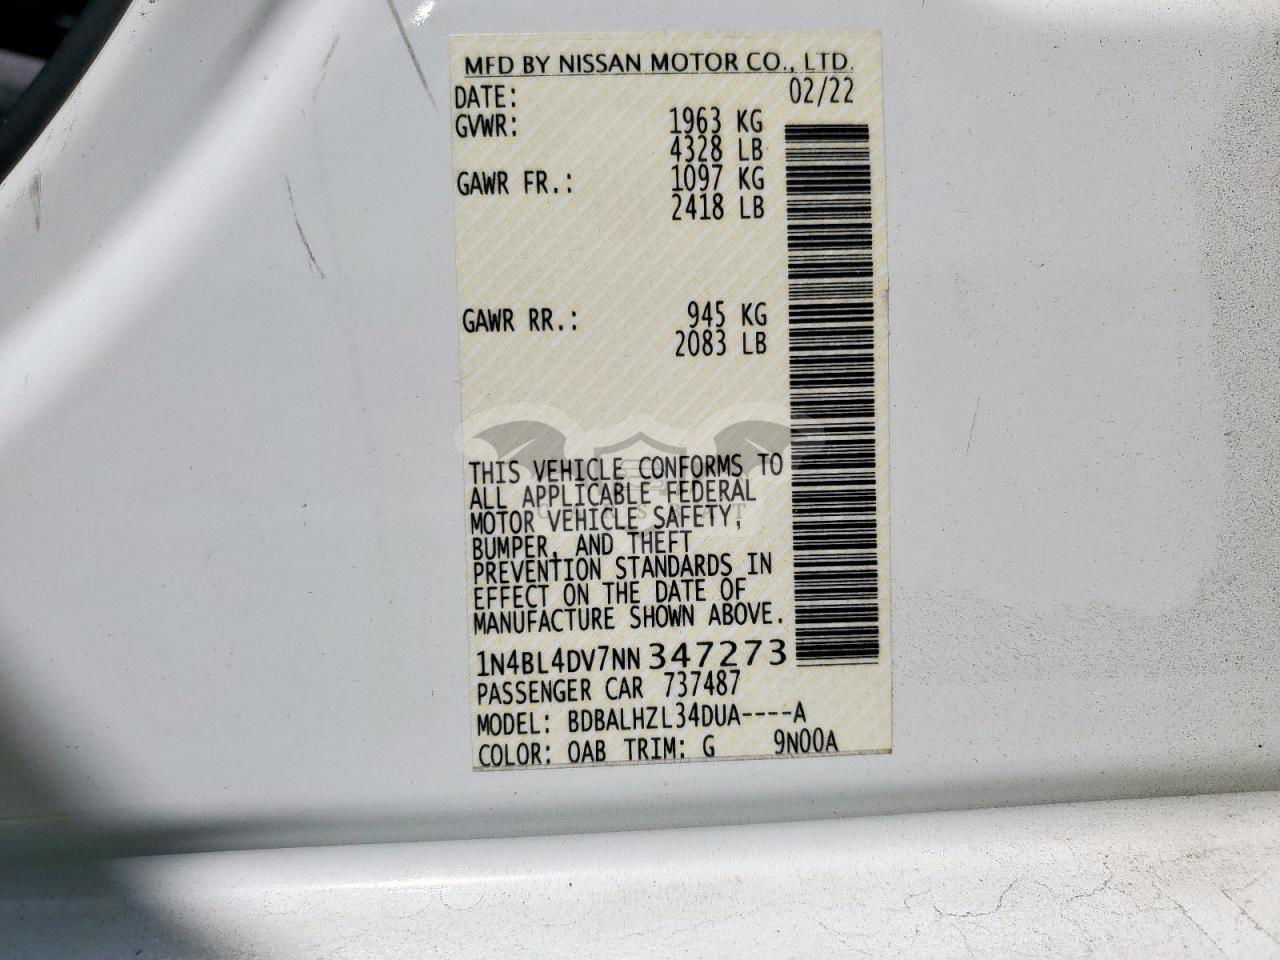 MFD BY NISSAN MOTOR CO., LTD.
DATE: 02/22
GVWR: 1963 KG
4328 LB
GAWR FR.: 1097 KG
2418 LB
GAWR RR.: 945 KG
2083 LB
THIS VEHICLE CONFORMS TO
ALL APPLICABLE FEDERAL
MOTOR VEHICLE SAFETY,
BUMPER, AND THEFT
PREVENTION STANDARDS IN
EFFECT ON THE DATE OF
MANUFACTURE SHOWN ABOVE.
1N4BL4DV7NN347273
PASSENGER CAR 737487
MODEL: BDBALHZL34DUA----A
COLOR: QAB TRIM: G 9N00A